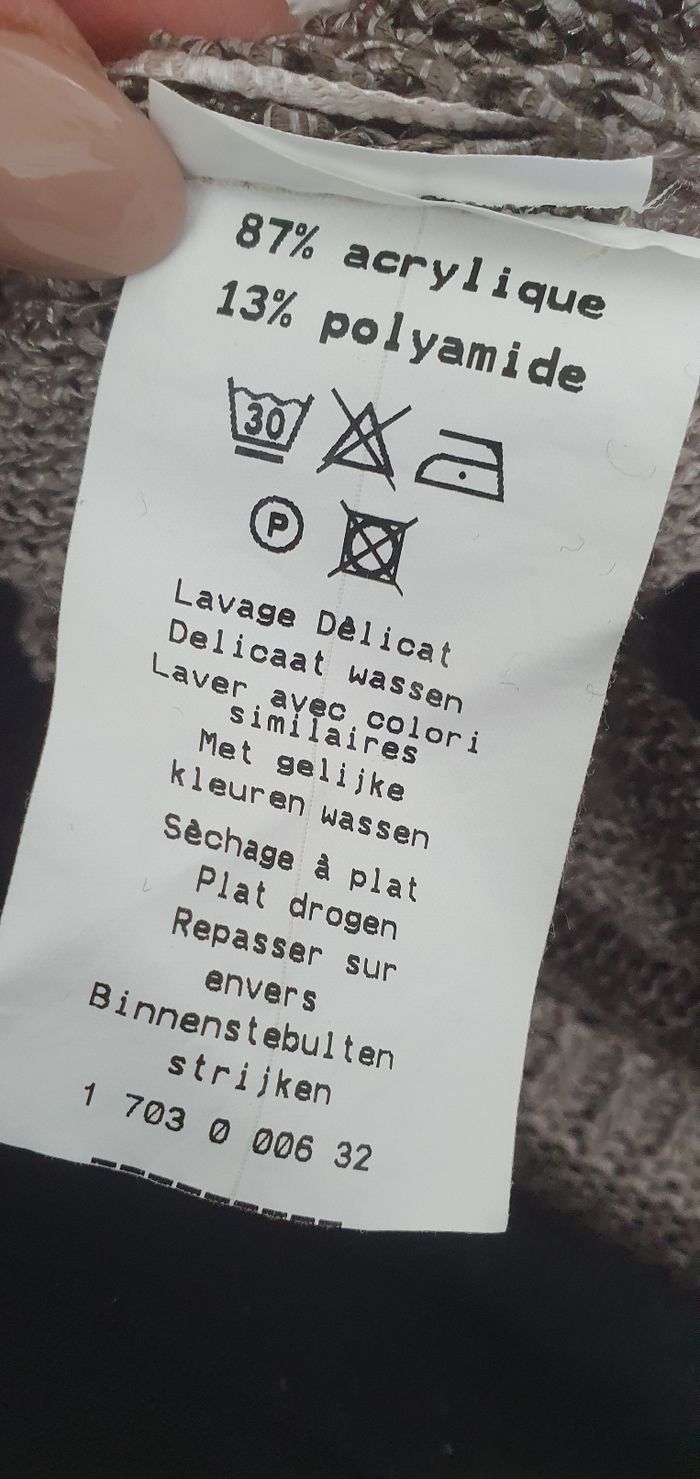 87% acrylique
13% polyamide
30
P
Lavage Dèlicat
Delicaat wassen
Laver avec colori
similaires
Met gelijke
kleuren wassen
Sèchage à plat
Plat drogen
Repasser sur
envers
Binnenstebulten
strijken
1 703 0 006 32